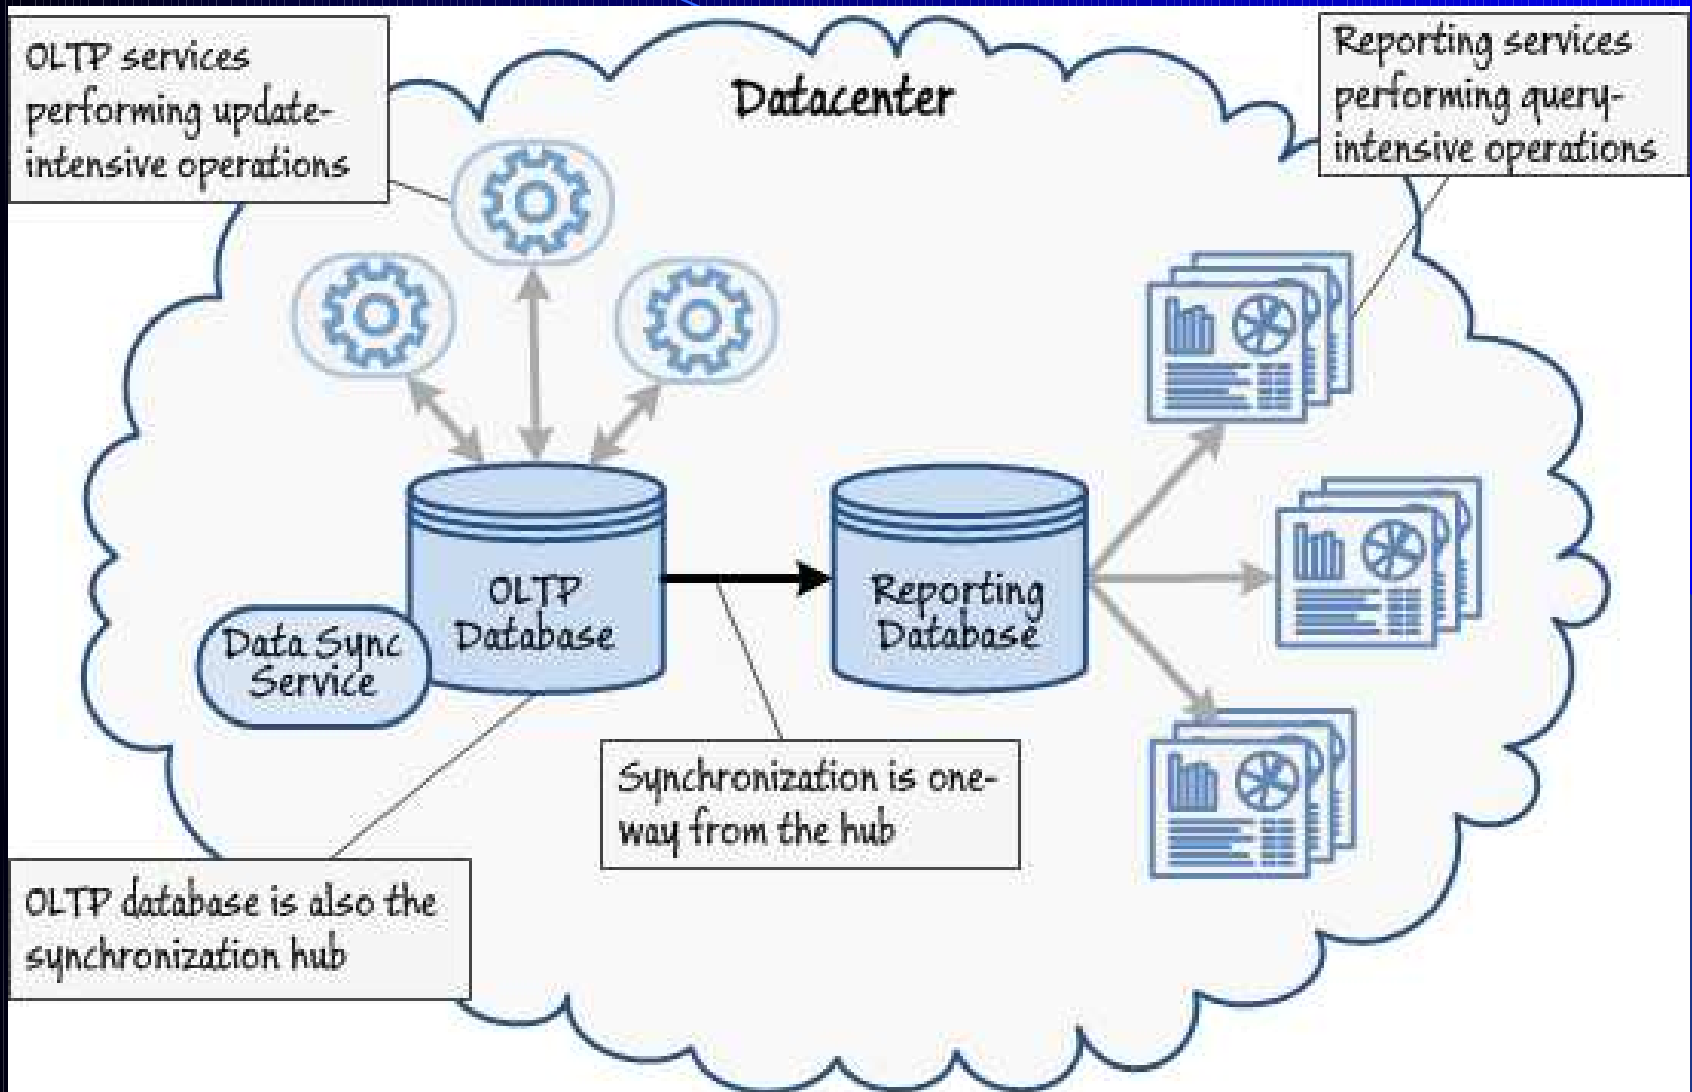 OLTP services
performing update-
intensive operations
Datacenter
Reporting services
performing query-
intensive operations
OLTP
Database
Reporting
Database
Data Sync
Service
Synchronization is one-
way from the hub
OLTP database is also the
synchronization hub